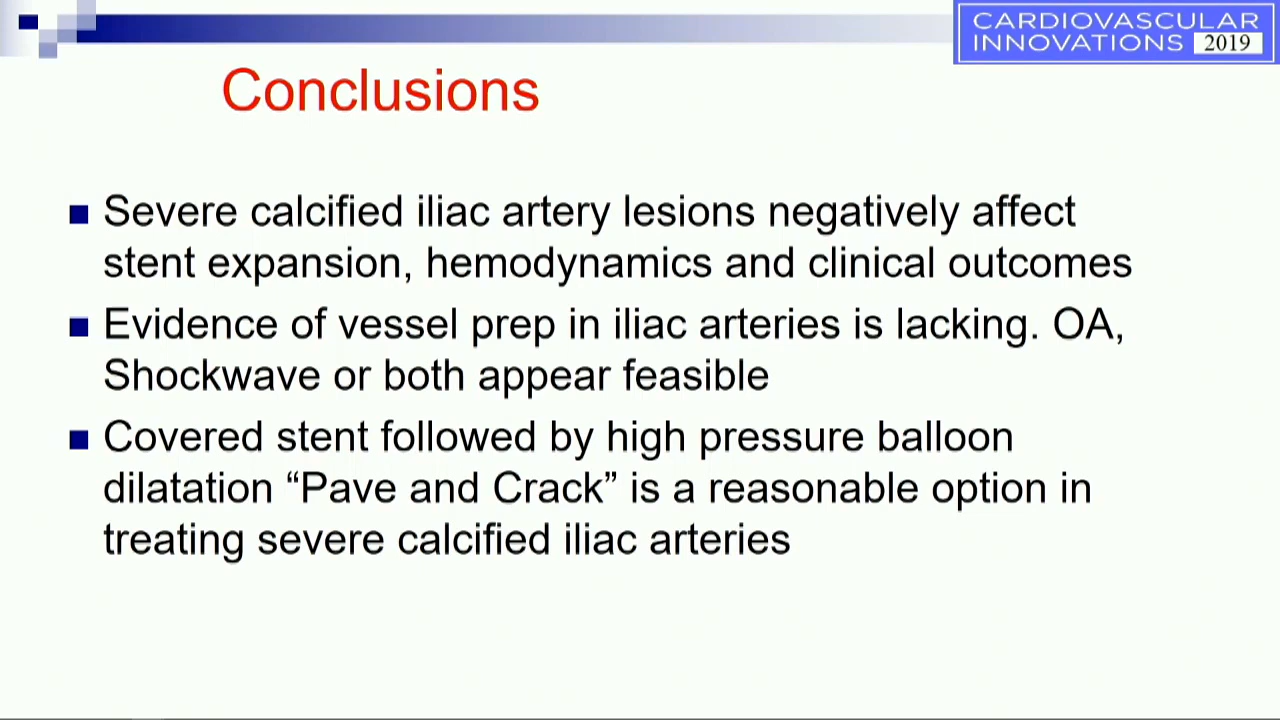 CARDIOVASCULAR
INNOVATIONS 2019
Conclusions
Severe calcified iliac artery lesions negatively affect
stent expansion, hemodynamics and clinical outcomes
Evidence of vessel prep in iliac arteries is lacking. OA,
Shockwave or both appear feasible
Covered stent followed by high pressure balloon
dilatation “Pave and Crack” is a reasonable option in
treating severe calcified iliac arteries